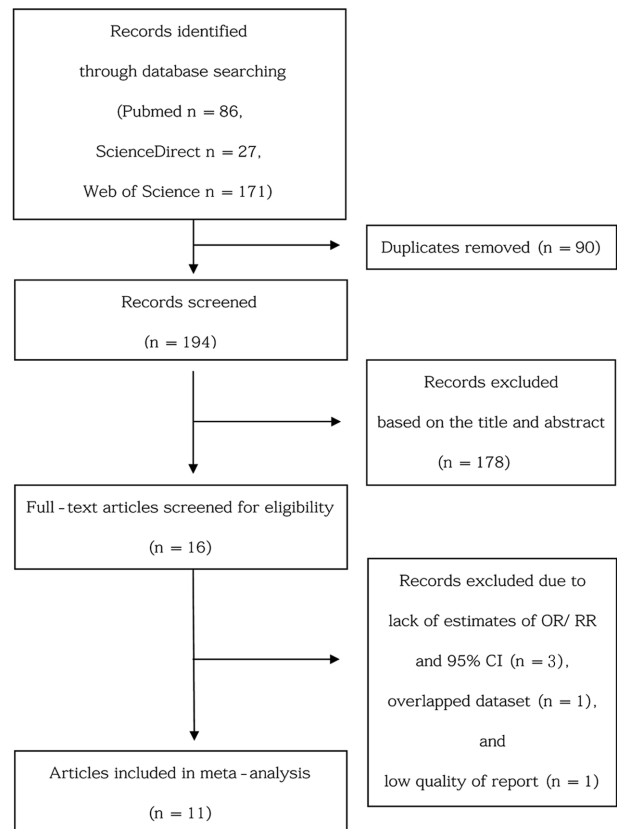 Records identified
through database searching
(Pubmed n = 86,
ScienceDirect n = 27,
Web of Science n = 171)
Duplicates removed (n = 90)
Records screened
(n = 194)
Records excluded
based on the title and abstract
(n = 178)
Full-text articles screened for eligibility
(n = 16)
Records excluded due to
lack of estimates of OR/ RR
and 95% CI (n = 3),
overlapped dataset (n = 1),
and
low quality of report (n = 1)
Articles included in meta-analysis
(n = 11)